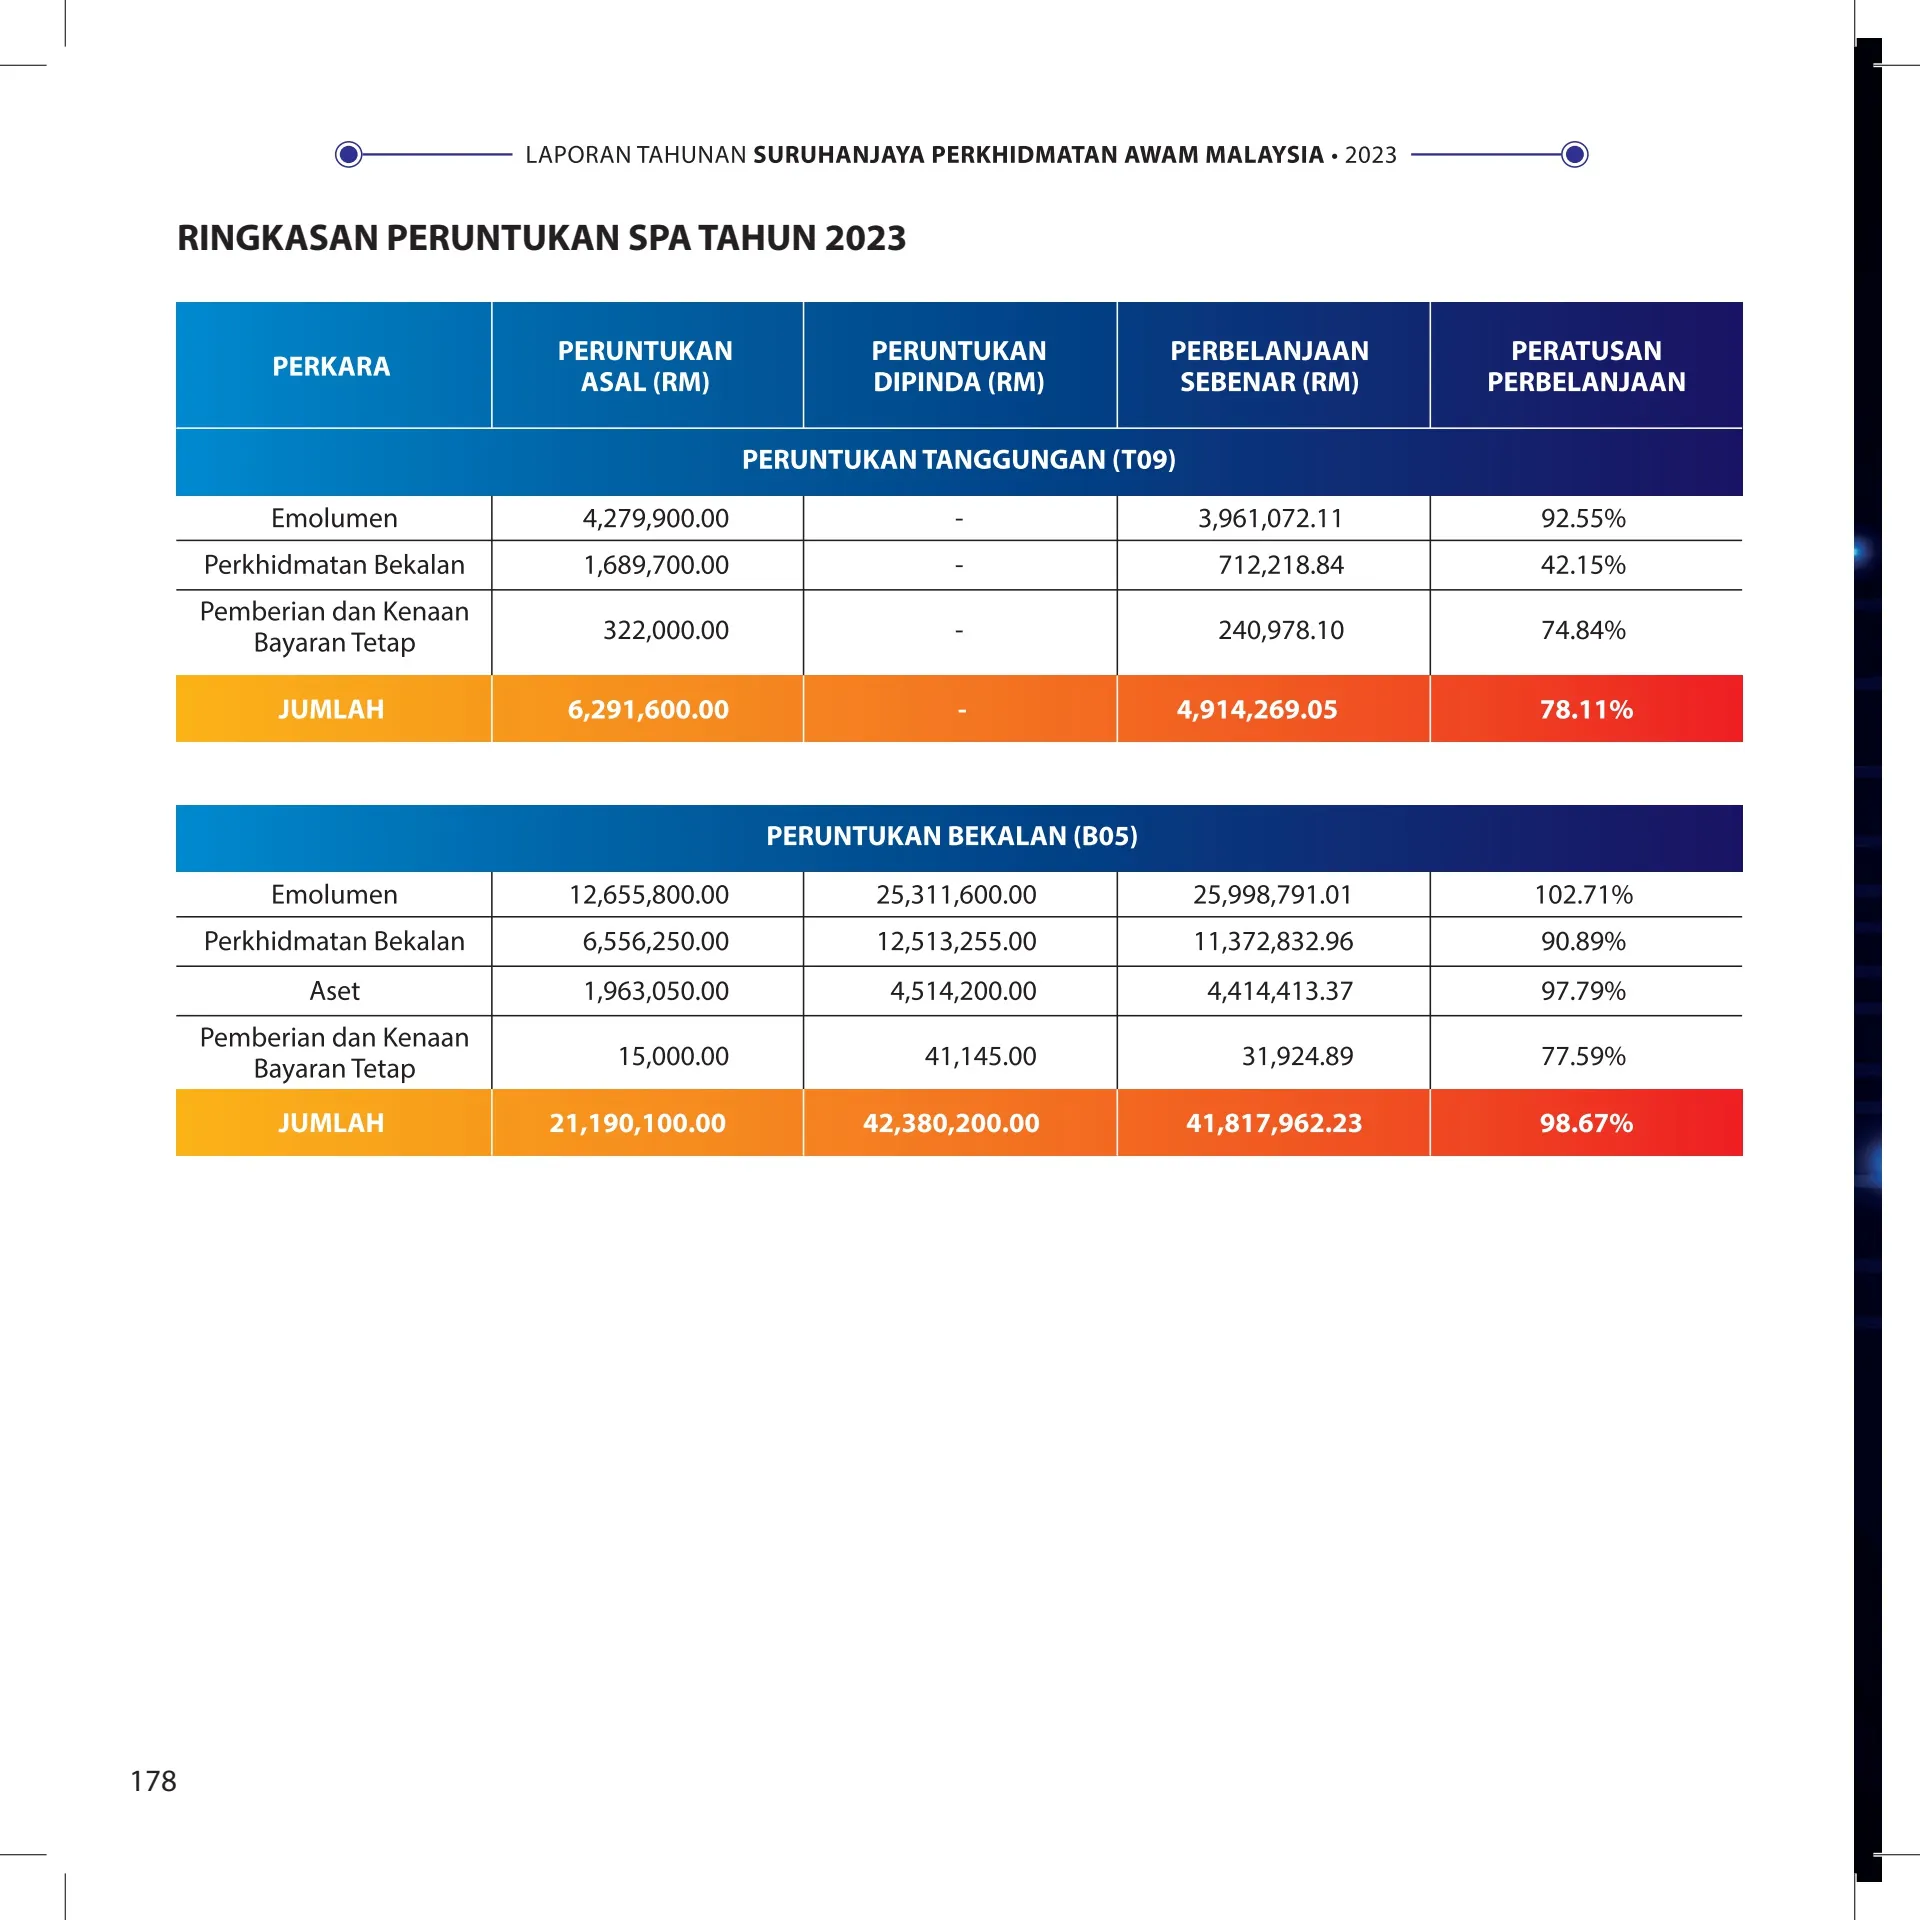 LAPORAN TAHUNAN SURUHANJAYA PERKHIDMATAN AWAM MALAYSIA • 2023
RINGKASAN PERUNTUKAN SPA TAHUN 2023
PERKARA PERUNTUKAN ASAL (RM) PERUNTUKAN DIPINDA (RM) PERBELANJAAN SEBENAR (RM) PERATUSAN PERBELANJAAN
PERUNTUKAN TANGGUNGAN (T09)
Emolumen 4,279,900.00 - 3,961,072.11 92.55%
Perkhidmatan Bekalan 1,689,700.00 - 712,218.84 42.15%
Pemberian dan Kenaan Bayaran Tetap 322,000.00 - 240,978.10 74.84%
JUMLAH 6,291,600.00 - 4,914,269.05 78.11%
PERUNTUKAN BEKALAN (B05)
Emolumen 12,655,800.00 25,311,600.00 25,998,791.01 102.71%
Perkhidmatan Bekalan 6,556,250.00 12,513,255.00 11,372,832.96 90.89%
Aset 1,963,050.00 4,514,200.00 4,414,413.37 97.79%
Pemberian dan Kenaan Bayaran Tetap 15,000.00 41,145.00 31,924.89 77.59%
JUMLAH 21,190,100.00 42,380,200.00 41,817,962.23 98.67%
178